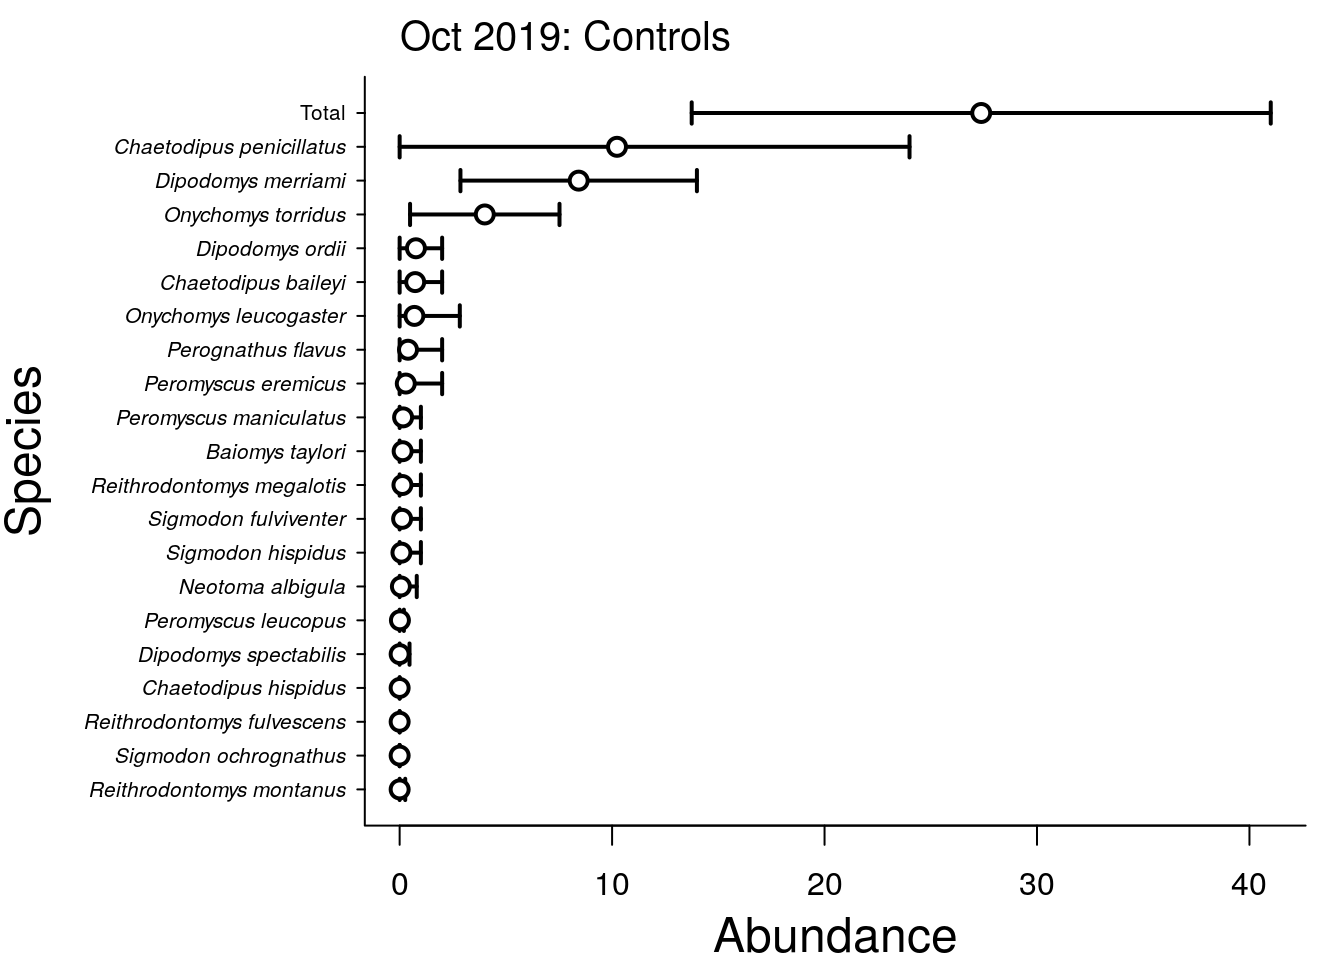 Oct 2019: Controls
Species
Total
Chaetodipus penicillatus
Dipodomys merriami
Onychomys torridus
Dipodomys ordii
Chaetodipus baileyi
Onychomys leucogaster
Perognathus flavus
Peromyscus eremicus
Peromyscus maniculatus
Baiomys taylori
Reithrodontomys megalotis
Sigmodon fulviventer
Sigmodon hispidus
Neotoma albigula
Peromyscus leucopus
Dipodomys spectabilis
Chaetodipus hispidus
Reithrodontomys fulvescens
Sigmodon ochrognathus
Reithrodontomys montanus
0 10 20 30 40
Abundance